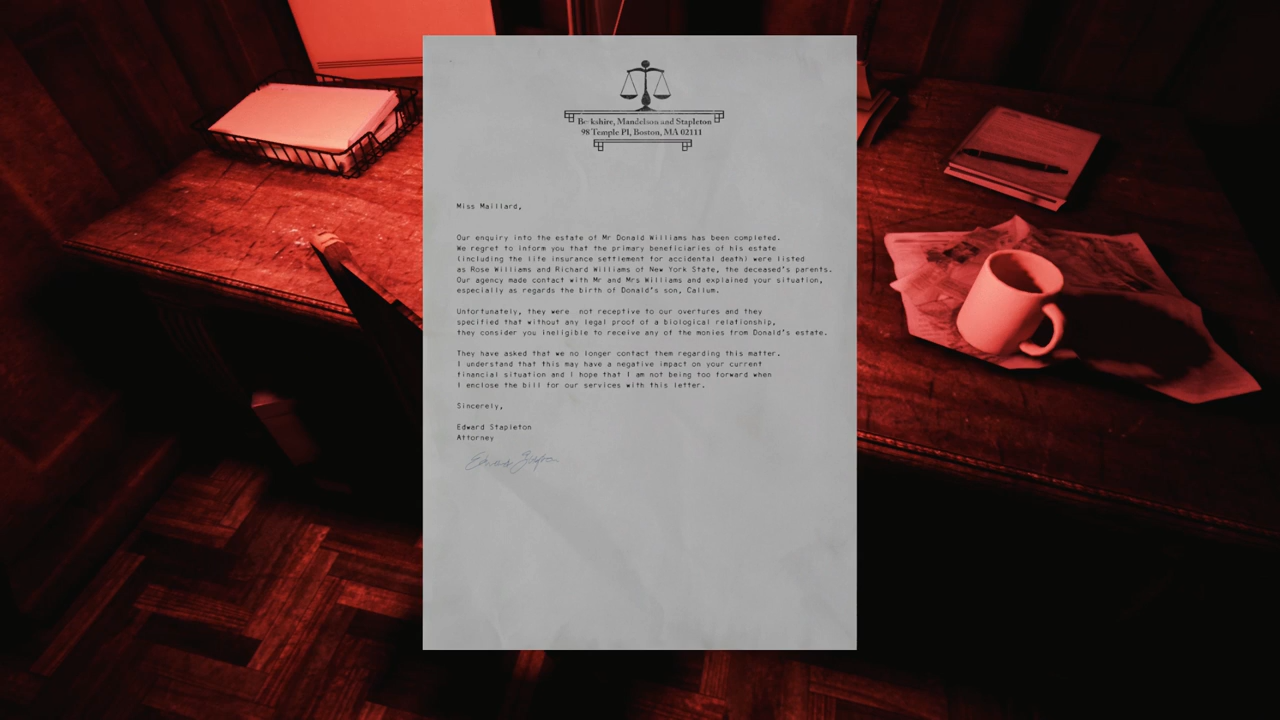 Berkshire, Mandelson and Stapleton
98 Temple Pl, Boston, MA 02111
Miss Maillard,
Our enquiry into the estate of Mr Donald Williams has been completed.
We regret to inform you that the primary beneficiaries of his estate
(including the life insurance settlement for accidental death) were listed
as Rose Williams and Richard Williams of New York State, the deceased's parents.
Our agency made contact with Mr and Mrs Williams and explained your situation,
especially as regards the birth of Donald's son, Callum.
Unfortunately, they were not receptive to our overtures and they
specified that without any legal proof of a biological relationship,
they consider you ineligible to receive any of the monies from Donald's estate.
They have asked that we no longer contact them regarding this matter.
I understand that this may have a negative impact on your current
financial situation and I hope that I am not being too forward when
I enclose the bill for our services with this letter.
Sincerely,
Edward Stapleton
Attorney